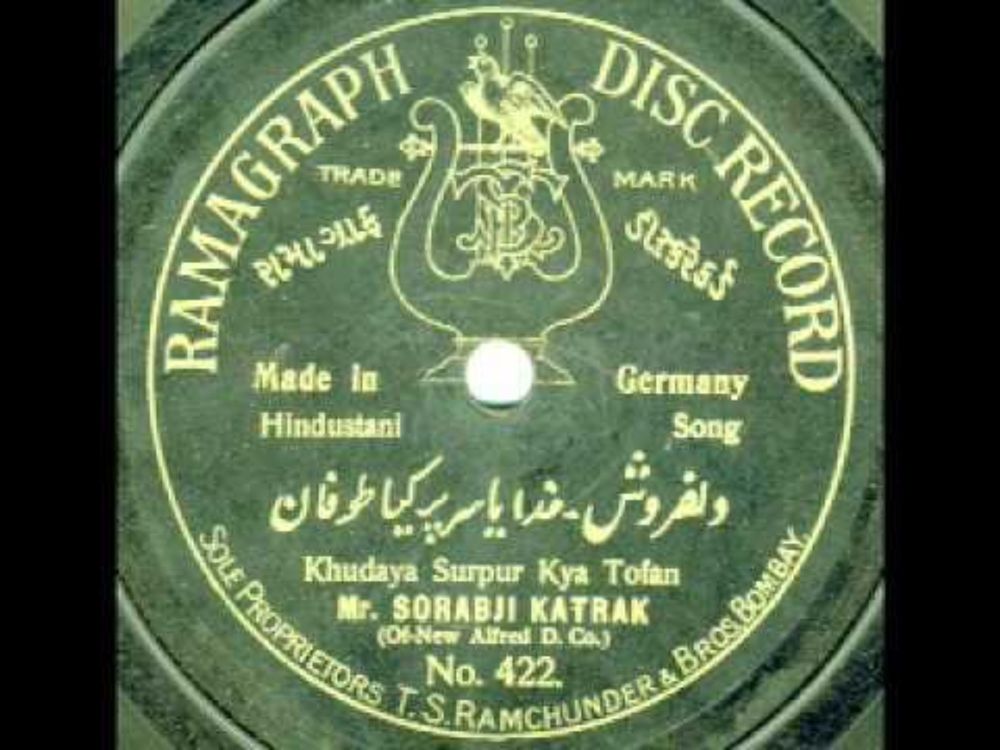 RAMAGRAPH DISC RECORD
TRADE MARK
રામાગ્રાફ ડીસ્કરેકર્ડ
TSRB
Made in Germany
Hindustani Song
دلفروش - خدایا سر پر کیا طوفان
Khudaya Surpur Kya Tofan
Mr. SORABJI KATRAK
(Of-New Alfred D. Co.)
No. 422.
SOLE PROPRIETORS T.S. RAMCHUNDER & BROS. BOMBAY.